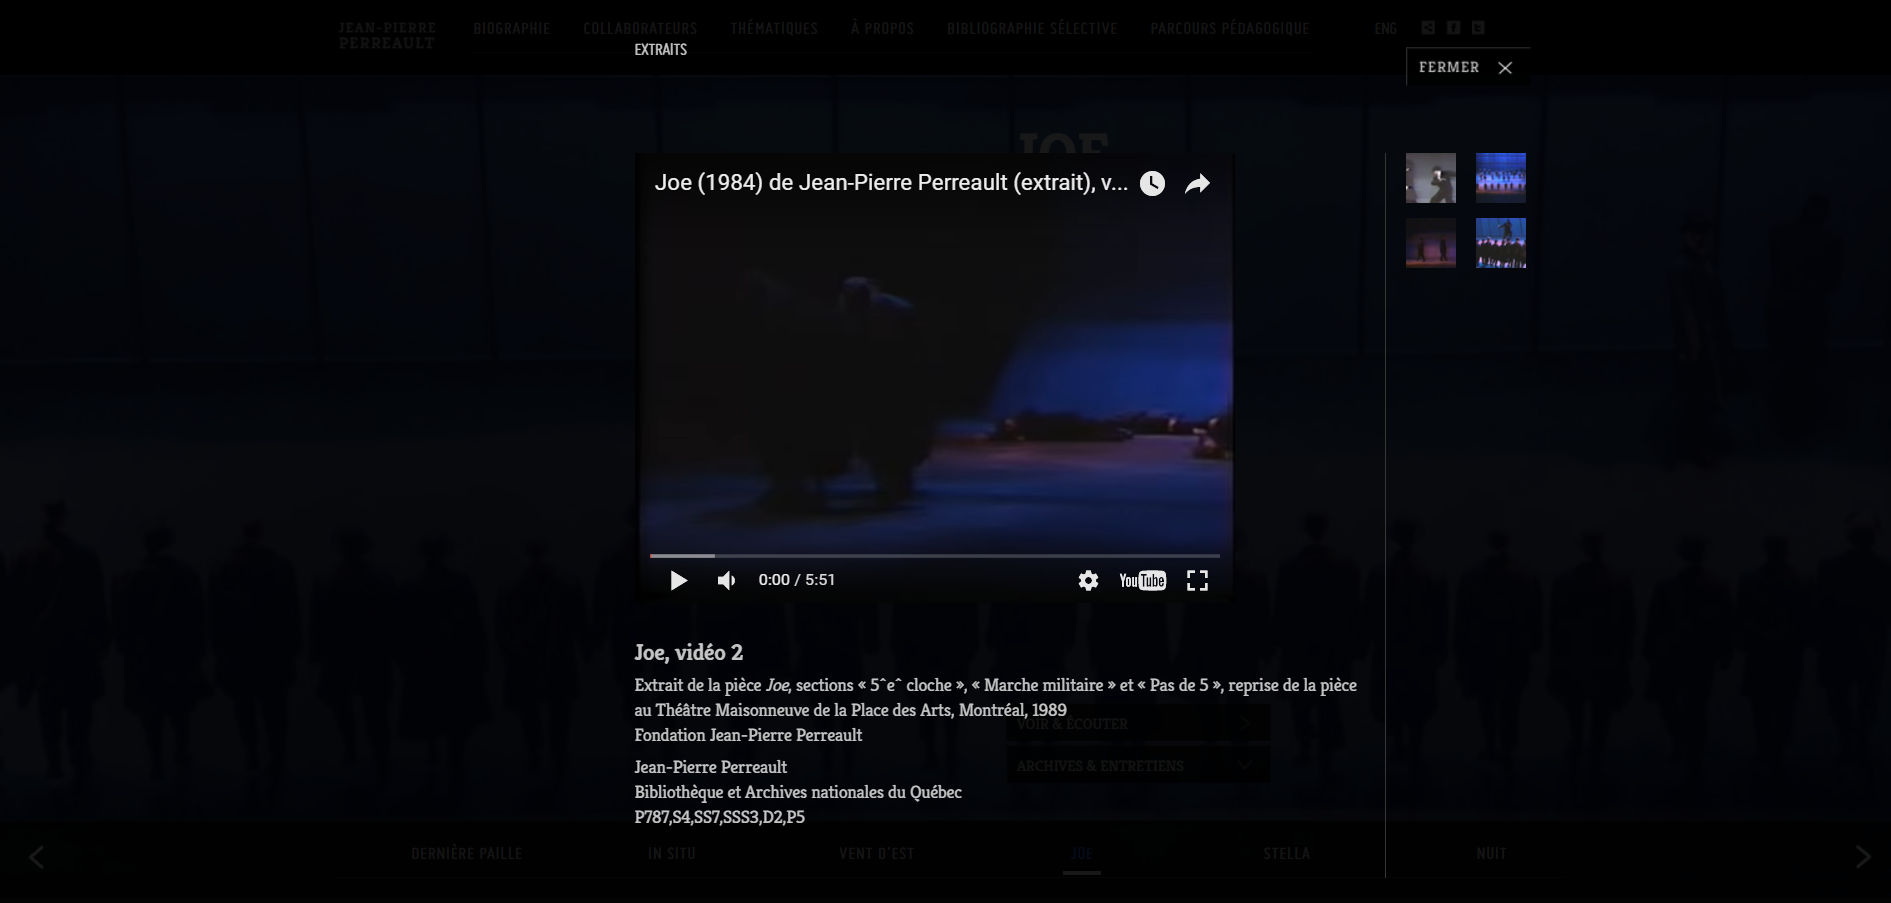 JEAN-PIERRE
PERREAULT
BIOGRAPHIE
COLLABORATEURS
THÉMATIQUES
À PROPOS
BIBLIOGRAPHIE SÉLECTIVE
PARCOURS PÉDAGOGIQUE
ENG
EXTRAITS
FERMER
JOE
Joe (1984) de Jean-Pierre Perreault (extrait), v...
0:00 / 5:51
YouTube
Joe, vidéo 2
Extrait de la pièce Joe, sections « 5ˆeˆ cloche », « Marche militaire » et « Pas de 5 », reprise de la pièce
au Théâtre Maisonneuve de la Place des Arts, Montréal, 1989
Fondation Jean-Pierre Perreault
VOIR & ÉCOUTER
ARCHIVES & ENTRETIENS
Jean-Pierre Perreault
Bibliothèque et Archives nationales du Québec
P787,S4,SS7,SSS3,D2,P5
DERNIÈRE PAILLE
IN SITU
VENT D'EST
JOE
STELLA
NUIT